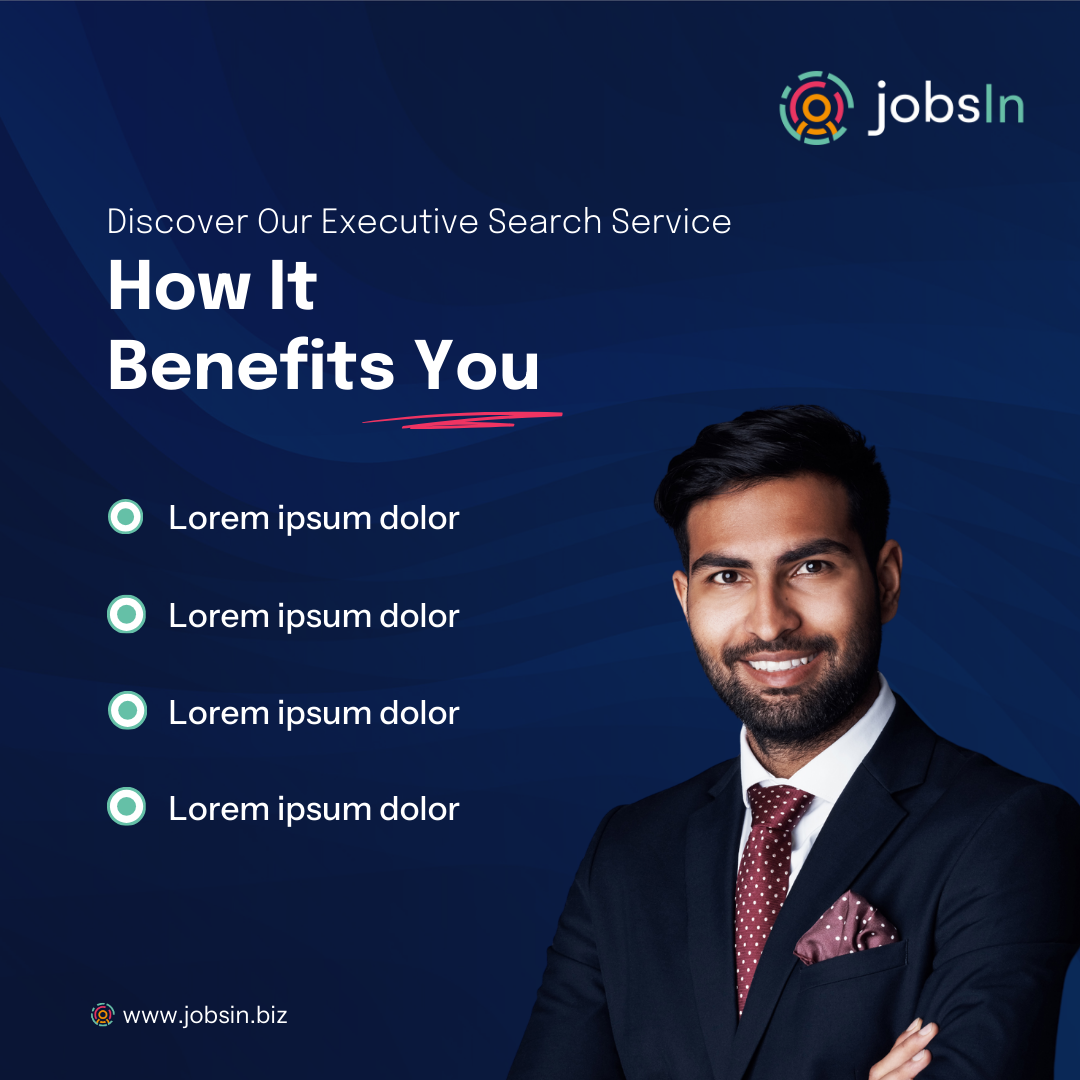 jobsIn
Discover Our Executive Search Service
How It
Benefits You
Lorem ipsum dolor
Lorem ipsum dolor
Lorem ipsum dolor
Lorem ipsum dolor
www.jobsin.biz